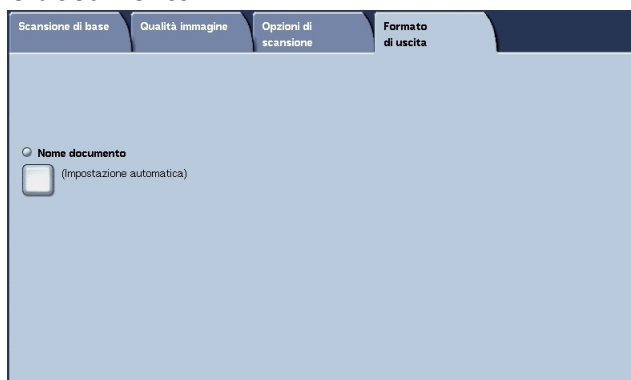 Scansione di base
Qualità immagine
Opzioni di
scansione
Formato
di uscita
Nome documento
(Impostazione automatica)